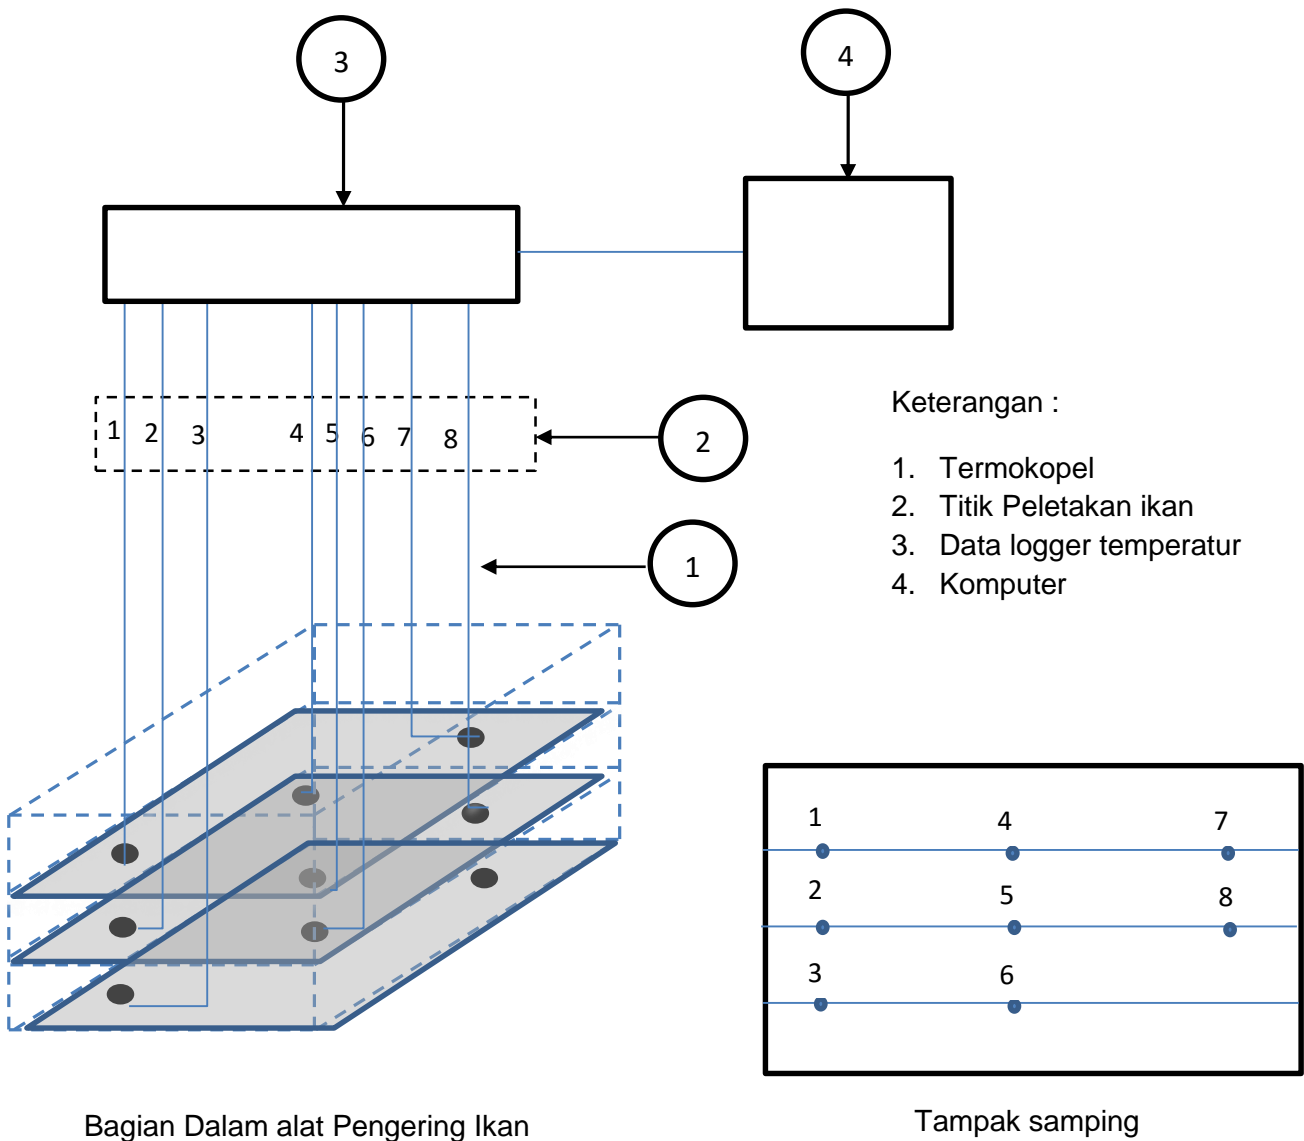 3
4
1 2 3 4 5 6 7 8
2
1
Keterangan :
1. Termokopel
2. Titik Peletakan ikan
3. Data logger temperatur
4. Komputer
1 4 7
2 5 8
3 6
Bagian Dalam alat Pengering Ikan
Tampak samping